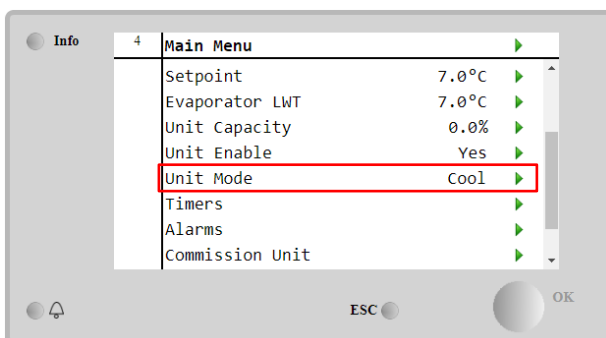 Info
4 Main Menu
Setpoint 7.0°C
Evaporator LWT 7.0°C
Unit Capacity 0.0%
Unit Enable Yes
Unit Mode Cool
Timers
Alarms
Commission Unit
ESC
OK